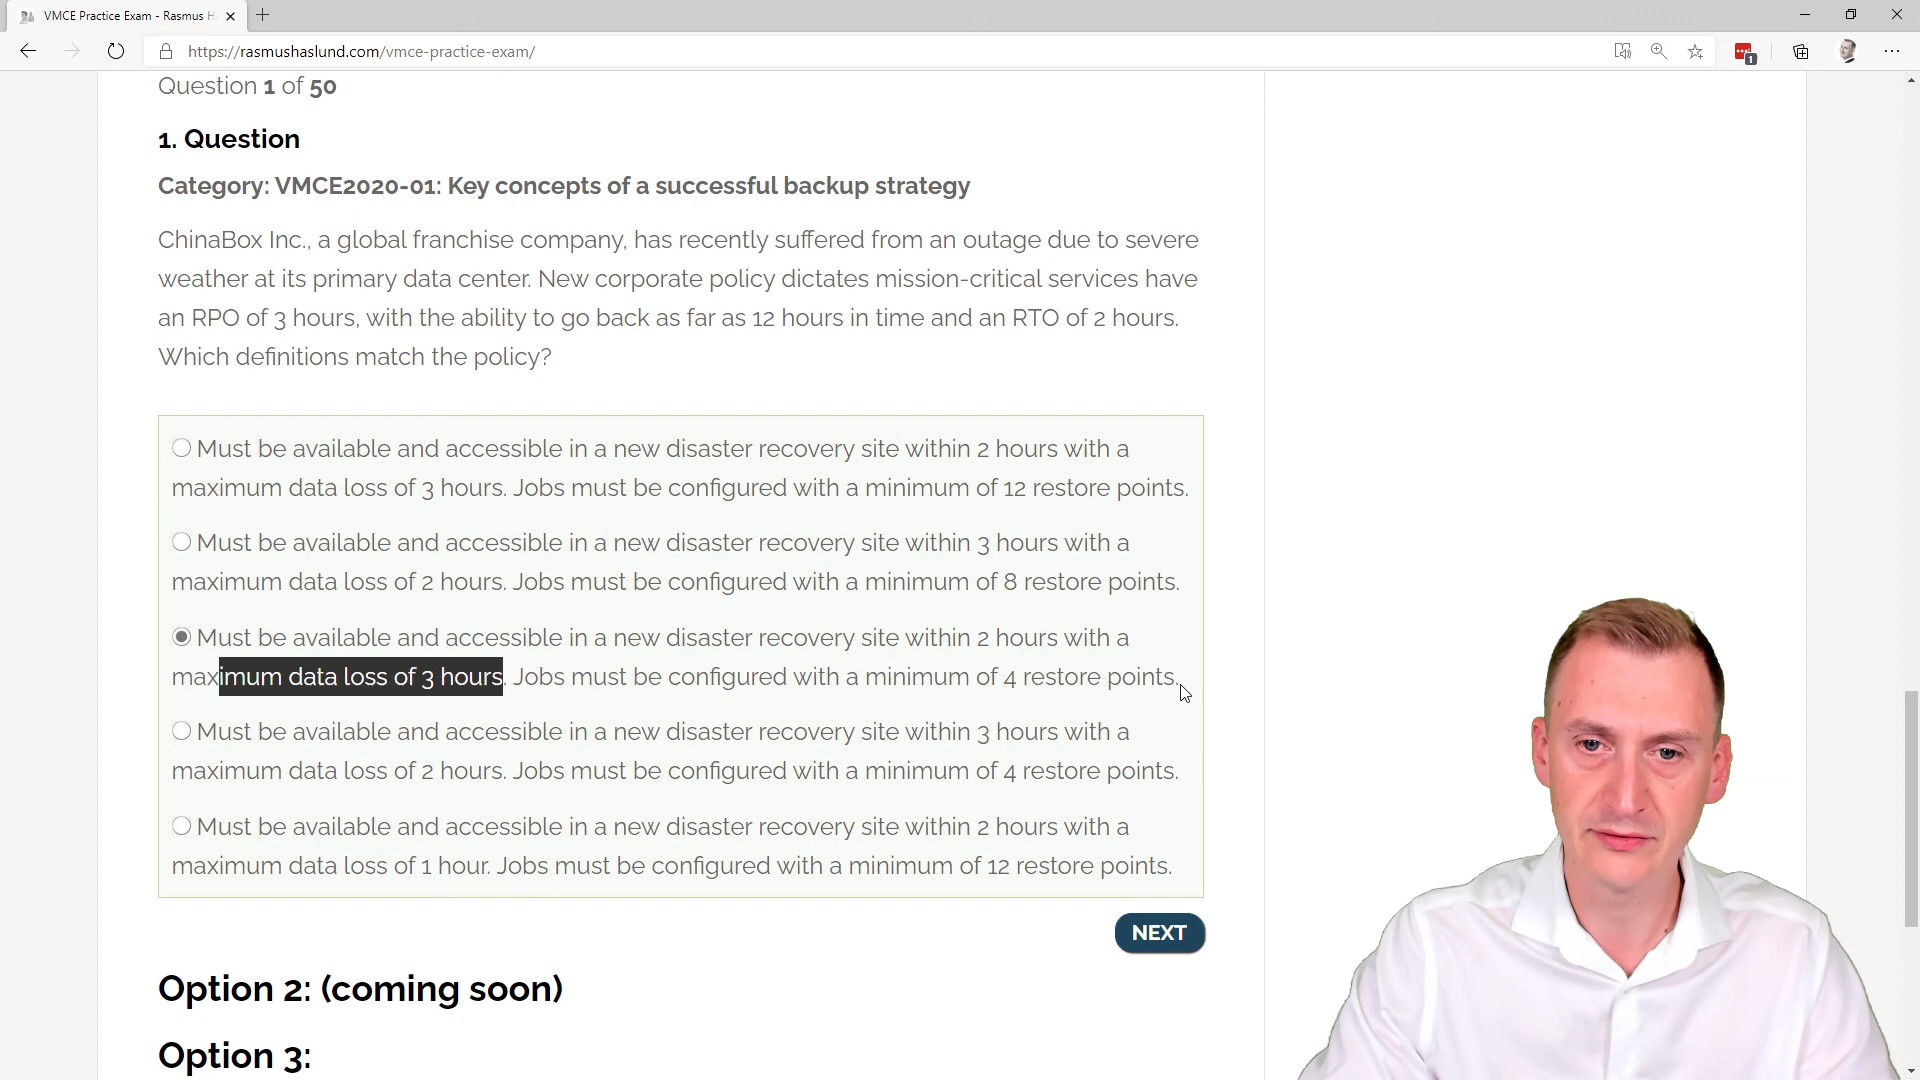 VMCE Practice Exam - Rasmus H
https://rasmushaslund.com/vmce-practice-exam/
1
Question 1 of 50
1. Question
Category: VMCE2020-01: Key concepts of a successful backup strategy
ChinaBox Inc., a global franchise company, has recently suffered from an outage due to severe
weather at its primary data center. New corporate policy dictates mission-critical services have
an RPO of 3 hours, with the ability to go back as far as 12 hours in time and an RTO of 2 hours.
Which definitions match the policy?
Must be available and accessible in a new disaster recovery site within 2 hours with a
maximum data loss of 3 hours. Jobs must be configured with a minimum of 12 restore points.
Must be available and accessible in a new disaster recovery site within 3 hours with a
maximum data loss of 2 hours. Jobs must be configured with a minimum of 8 restore points.
Must be available and accessible in a new disaster recovery site within 2 hours with a
maximum data loss of 3 hours. Jobs must be configured with a minimum of 4 restore points.
Must be available and accessible in a new disaster recovery site within 3 hours with a
maximum data loss of 2 hours. Jobs must be configured with a minimum of 4 restore points.
Must be available and accessible in a new disaster recovery site within 2 hours with a
maximum data loss of 1 hour. Jobs must be configured with a minimum of 12 restore points.
NEXT
Option 2: (coming soon)
Option 3: